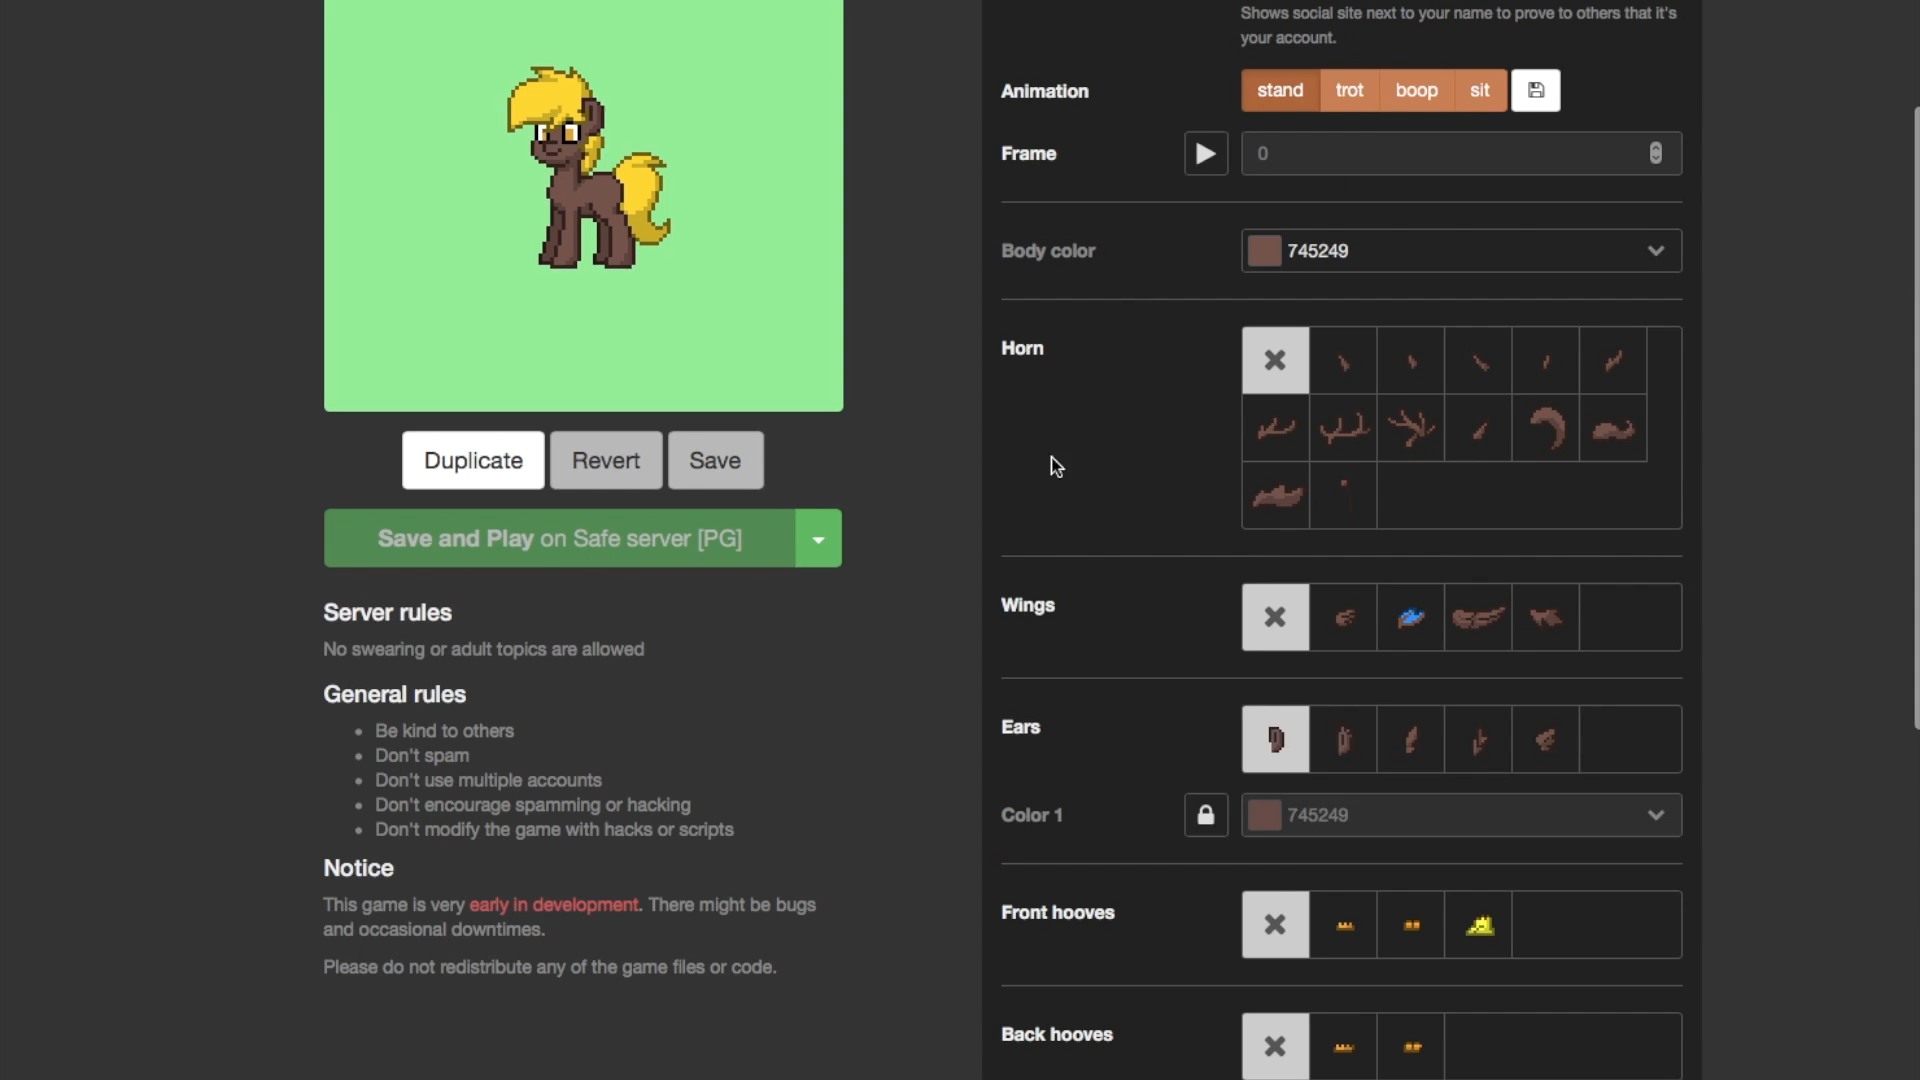 Duplicate
Revert
Save
Save and Play on Safe server [PG]
Server rules
No swearing or adult topics are allowed
General rules
Be kind to others
Don't spam
Don't use multiple accounts
Don't encourage spamming or hacking
Don't modify the game with hacks or scripts
Notice
This game is very early in development. There might be bugs
and occasional downtimes.
Please do not redistribute any of the game files or code.
Shows social site next to your name to prove to others that it's
your account.
Animation
stand
trot
boop
sit
Frame
0
Body color
745249
Horn
Wings
Ears
Color 1
745249
Front hooves
Back hooves